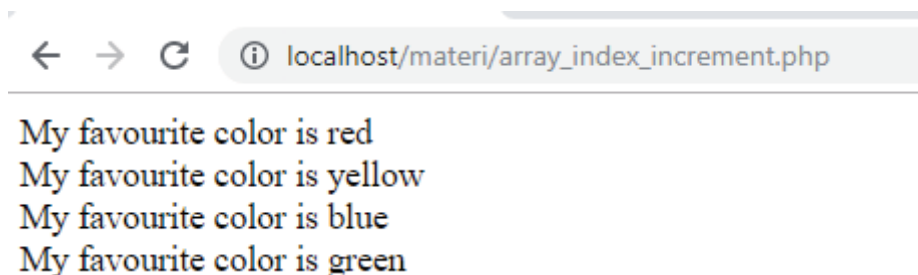 localhost/materi/array_index_increment.php
My favourite color is red
My favourite color is yellow
My favourite color is blue
My favourite color is green